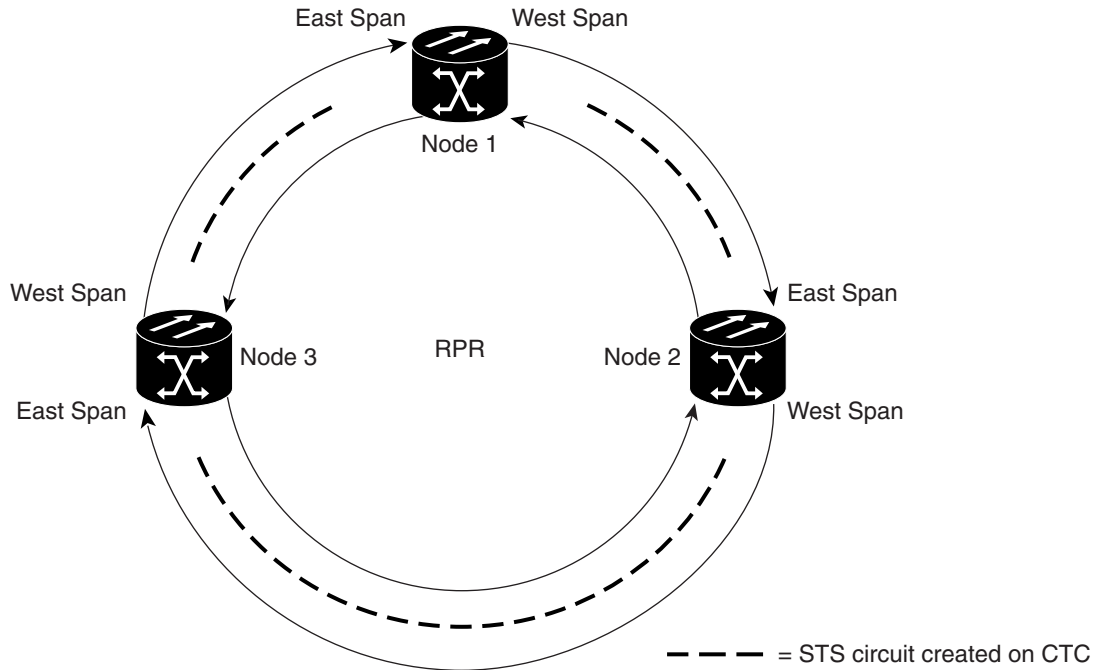 East Span
West Span
Node 1
West Span
East Span
Node 3
RPR
Node 2
East Span
West Span
= STS circuit created on CTC